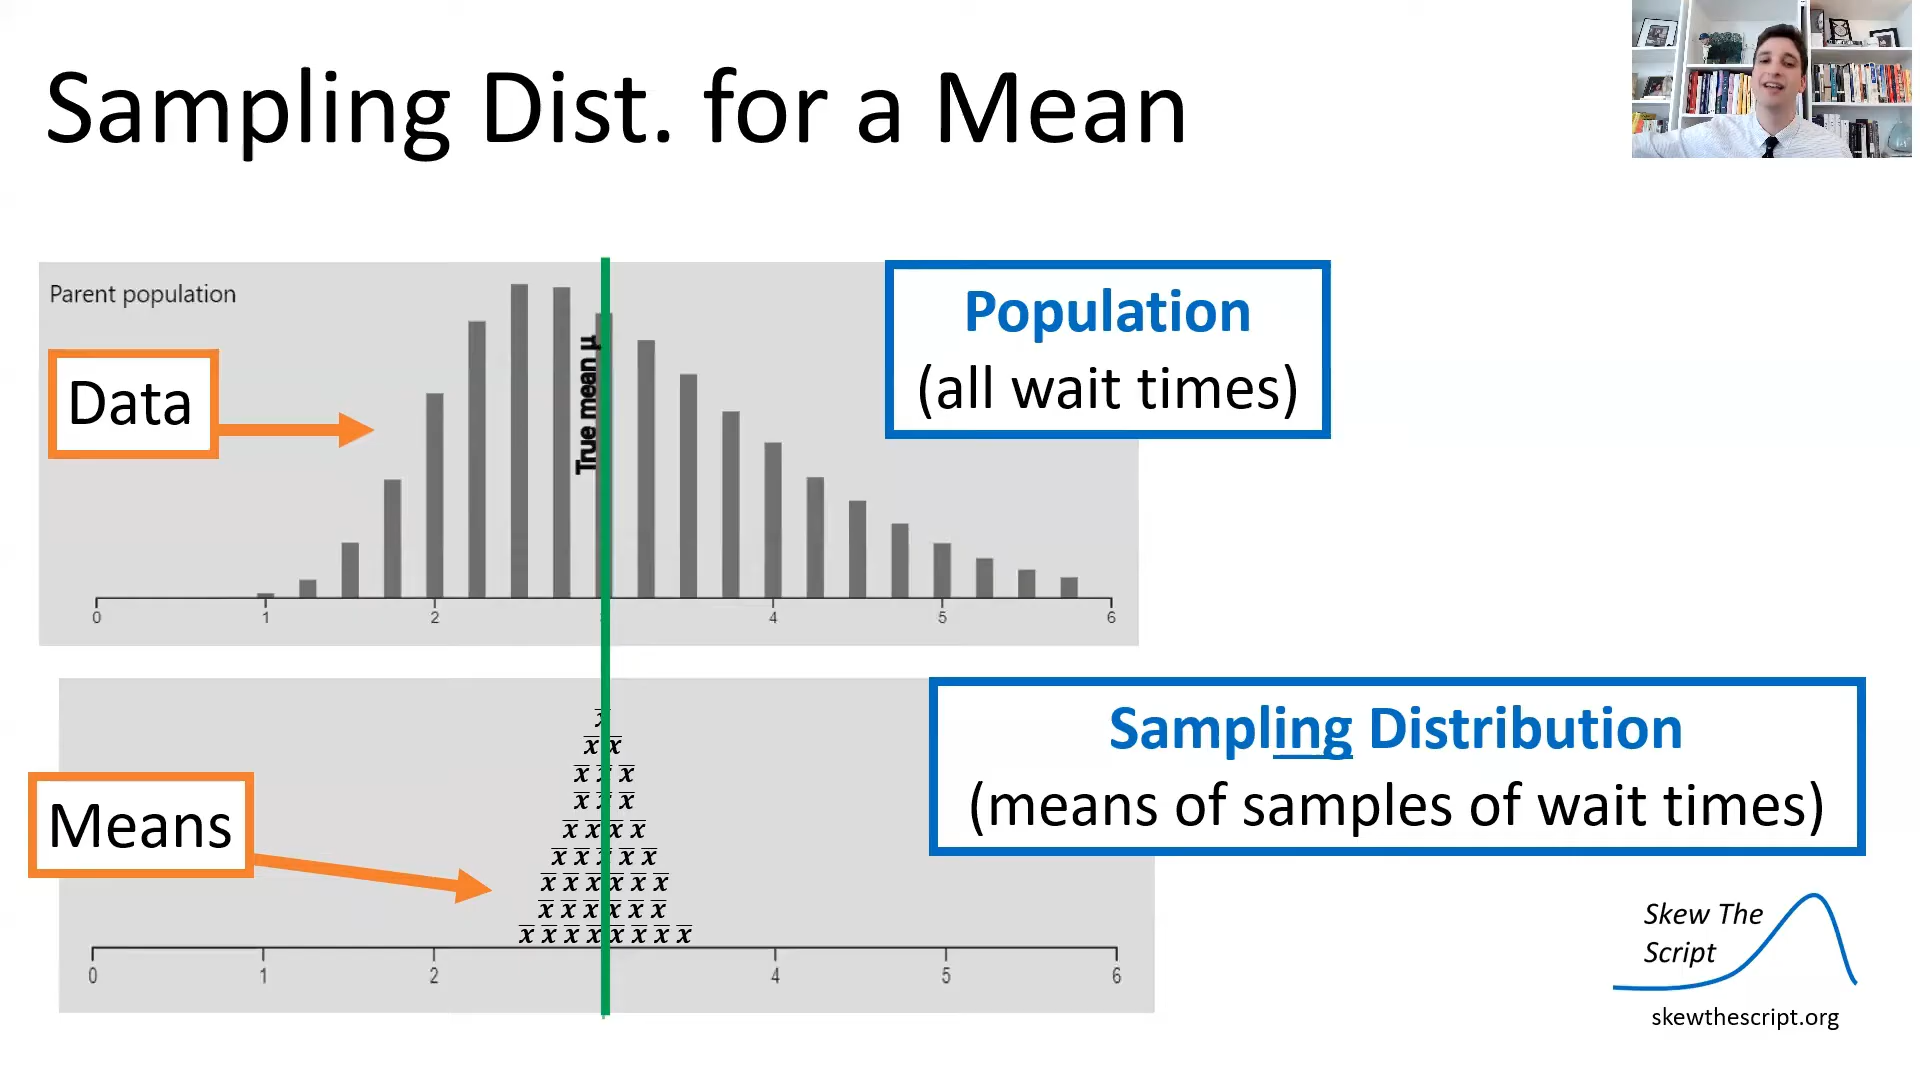 Sampling Dist. for a Mean
Parent population
Data
True mean μ
Population
(all wait times)
0 1 2 4 5 6
Sampling Distribution
(means of samples of wait times)
Means
x̅
x̅ x̅
x̅ x̅ x̅
x̅ x̅ x̅
x̅ x̅ x̅ x̅
x̅ x̅ x̅ x̅ x̅
x̅ x̅ x̅ x̅ x̅ x̅
x̅ x̅ x̅ x̅ x̅ x̅
x̅ x̅ x̅ x̅ x̅ x̅ x̅ x̅
0 1 2 4 5 6
Skew The
Script
skewthescript.org